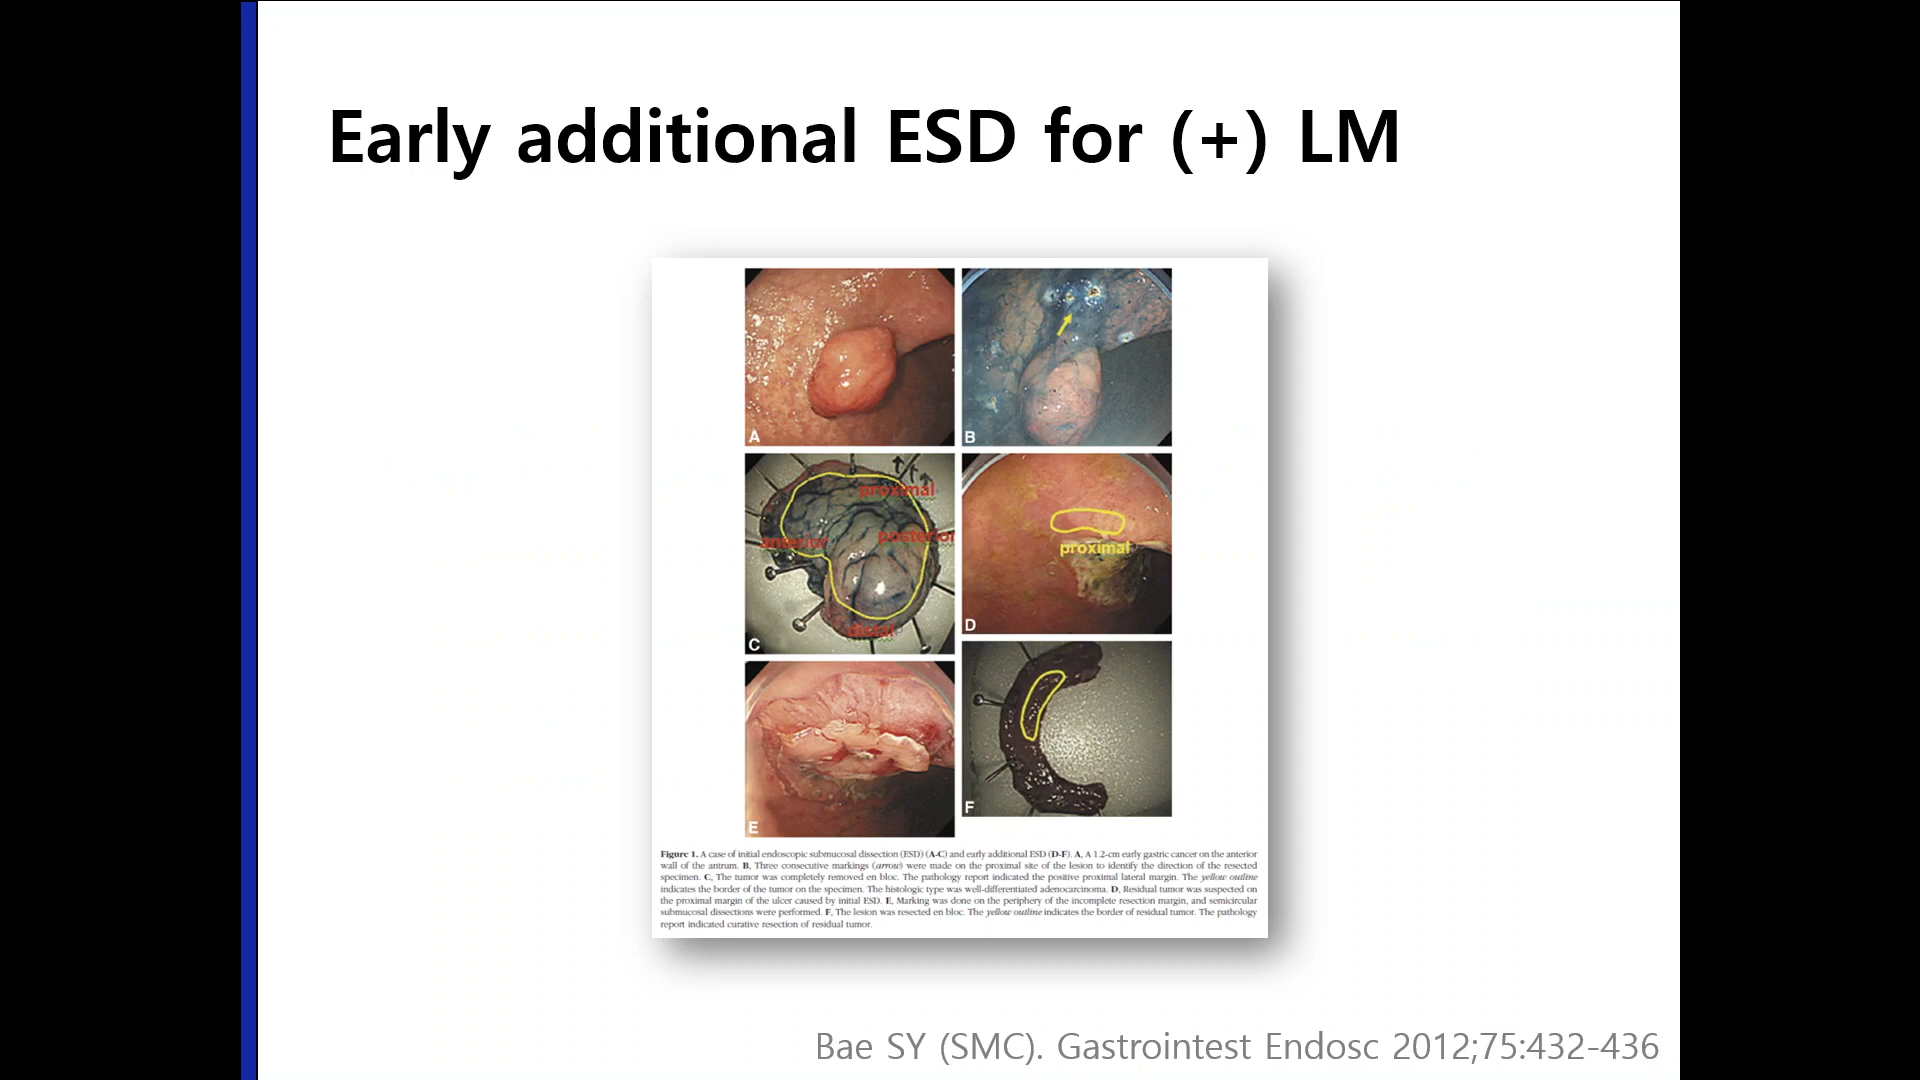 Early additional ESD for (+) LM
A
B
proximal
anterior
posterior
distal
C
proximal
D
E
F
Figure 1. A case of initial endoscopic submucosal dissection (ESD) (A-C) and early additional ESD (D-F). A, A 1.2-cm early gastric cancer on the anterior
wall of the antrum. B, Three consecutive markings (arrow) were made on the proximal site of the lesion to identify the direction of the resected
specimen. C, The tumor was completely removed en bloc. The pathology report indicated the positive proximal lateral margin. The yellow outline
indicates the border of the tumor on the specimen. The histologic type was well-differentiated adenocarcinoma. D, Residual tumor was suspected on
the proximal margin of the ulcer caused by initial ESD. E, Marking was done on the periphery of the incomplete resection margin, and semicircular
submucosal dissections were performed. F, The lesion was resected en bloc. The yellow outline indicates the border of residual tumor. The pathology
report indicated curative resection of residual tumor.
Bae SY (SMC). Gastrointest Endosc 2012;75:432-436